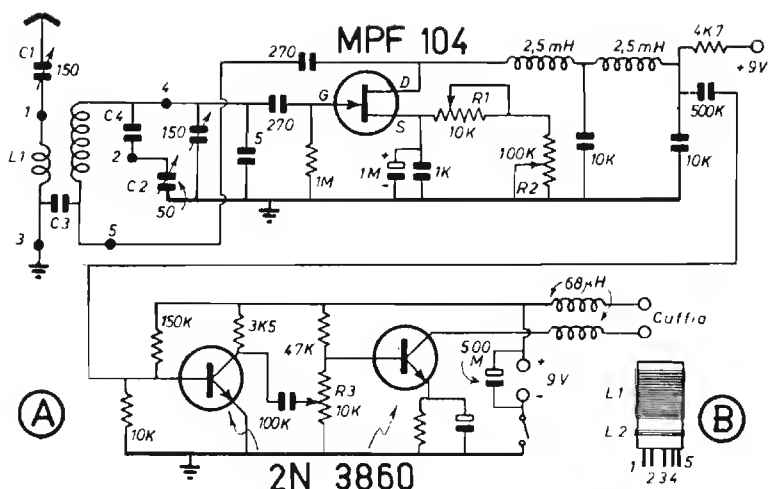 MPF 104
C1
150
1
L1
3
C3
4
C4
2
C2
50
5
150
5
270
270
G
D
S
1M
+
1M
-
1K
R1
10K
100K
R2
2,5 mH
2,5 mH
10K
10K
4K7
+9V
500K
A
10K
150K
3K5
100K
47K
R3
10K
2N 3860
500
M
+
9V
-
68µH
Cuffia
L1
L2
1
2
3
4
5
B